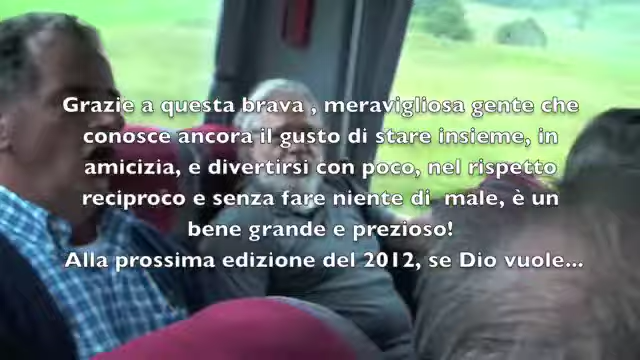 Grazie a questa brava , meravigliosa gente che
conosce ancora il gusto di stare insieme, in
amicizia, e divertirsi con poco, nel rispetto
reciproco e senza fare niente di  male, è un
bene grande e prezioso!
Alla prossima edizione del 2012, se Dio vuole...